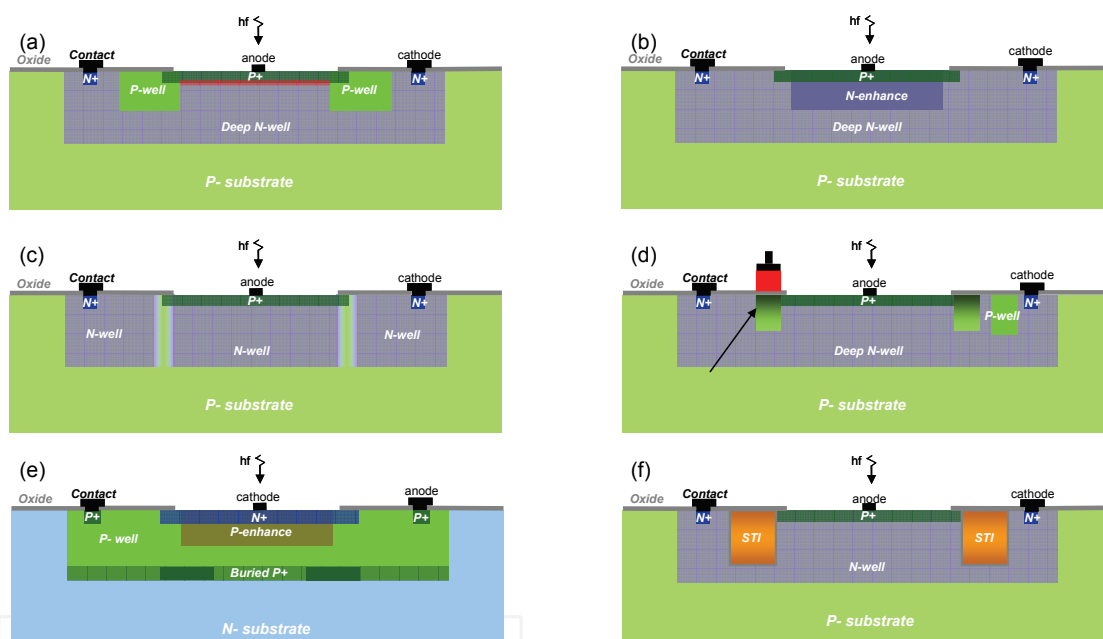 (a)
hf
Oxide
Contact
anode
cathode
N+
P+
N+
P-well
P-well
Deep N-well
P- substrate
(b)
hf
Oxide
Contact
anode
cathode
N+
P+
N+
N-enhance
Deep N-well
P- substrate
(c)
hf
Oxide
Contact
anode
cathode
N+
P+
N+
N-well
N-well
N-well
P- substrate
(d)
hf
Oxide
Contact
anode
cathode
N+
P+
N+
P-well
Deep N-well
P- substrate
(e)
hf
Oxide
Contact
cathode
anode
P+
N+
P+
P- well
P-enhance
Buried P+
N- substrate
(f)
hf
Oxide
Contact
anode
cathode
N+
P+
N+
STI
STI
N-well
P- substrate